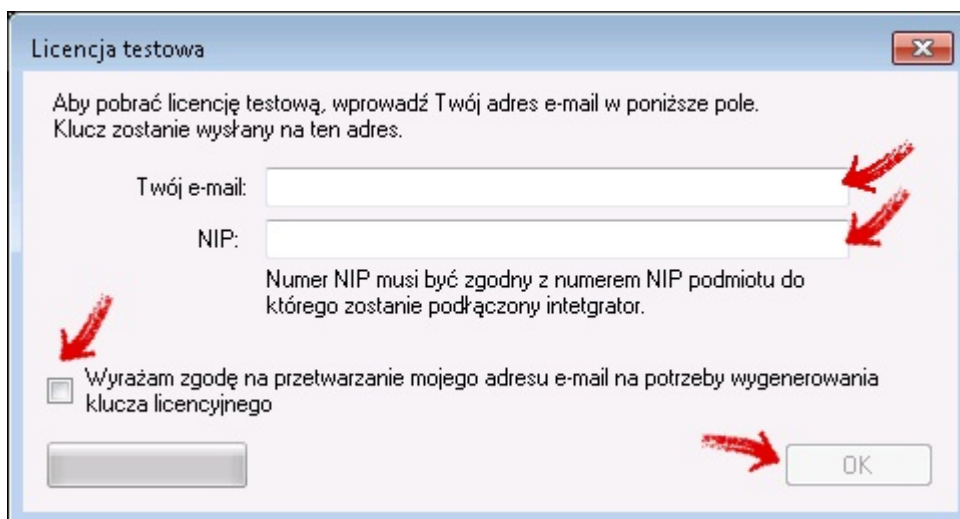 Licencja testowa
Aby pobrać licencję testową, wprowadź Twój adres e-mail w poniższe pole.
Klucz zostanie wysłany na ten adres.
Twój e-mail:
NIP:
Numer NIP musi być zgodny z numerem NIP podmiotu do
którego zostanie podłączony intetgrator.
Wyrażam zgodę na przetwarzanie mojego adresu e-mail na potrzeby wygenerowania
klucza licencyjnego
OK